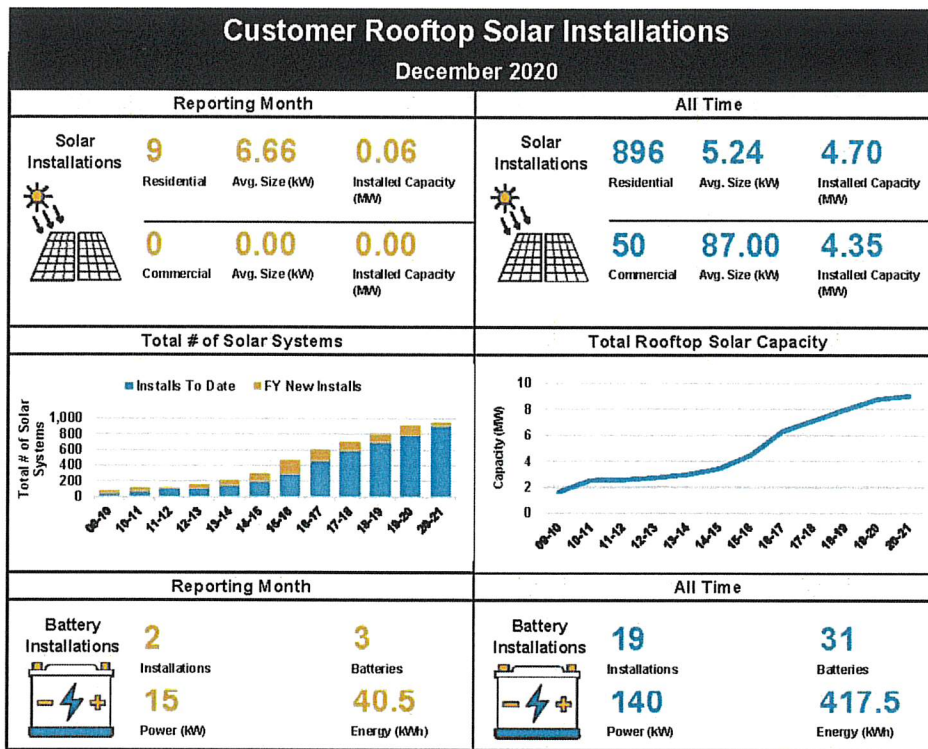 Customer Rooftop Solar Installations
December 2020
Reporting Month
Solar Installations
9
Residential
6.66
Avg. Size (kW)
0.06
Installed Capacity (MW)
0
Commercial
0.00
Avg. Size (kW)
0.00
Installed Capacity (MW)
All Time
Solar Installations
896
Residential
5.24
Avg. Size (kW)
4.70
Installed Capacity (MW)
50
Commercial
87.00
Avg. Size (kW)
4.35
Installed Capacity (MW)
Total # of Solar Systems
Installs To Date FY New Installs
Total # of Solar Systems
1,000
800
600
400
200
0
09-10 10-11 11-12 12-13 13-14 14-15 15-16 16-17 17-18 18-19 19-20 20-21
Total Rooftop Solar Capacity
Capacity (MW)
10
8
6
4
2
0
09-10 10-11 11-12 12-13 13-14 14-15 15-16 16-17 17-18 18-19 19-20 20-21
Reporting Month
Battery Installations
2
Installations
3
Batteries
15
Power (kW)
40.5
Energy (kWh)
All Time
Battery Installations
19
Installations
31
Batteries
140
Power (kW)
417.5
Energy (kWh)